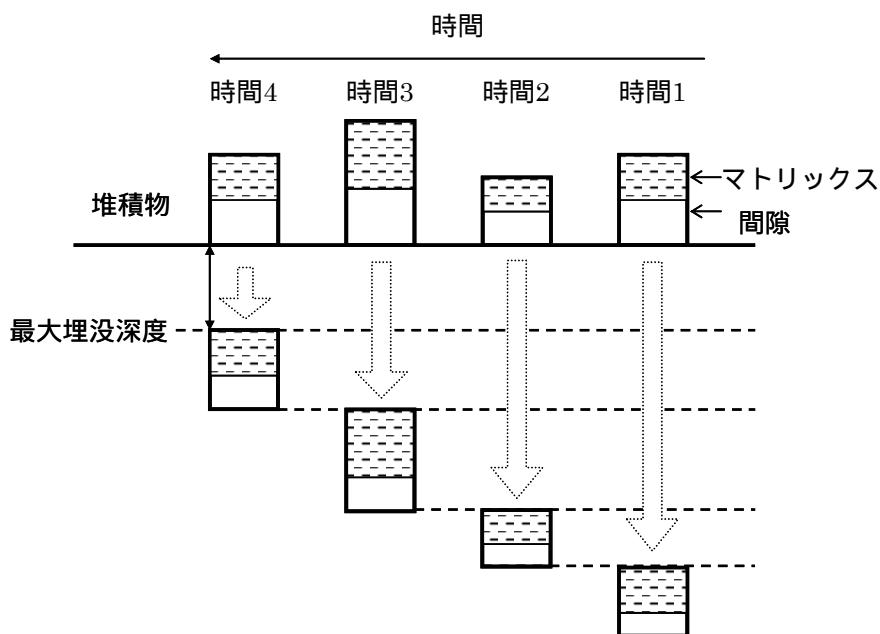 時間
時間4 時間3 時間2 時間1
マトリックス
堆積物
間隙
最大埋没深度